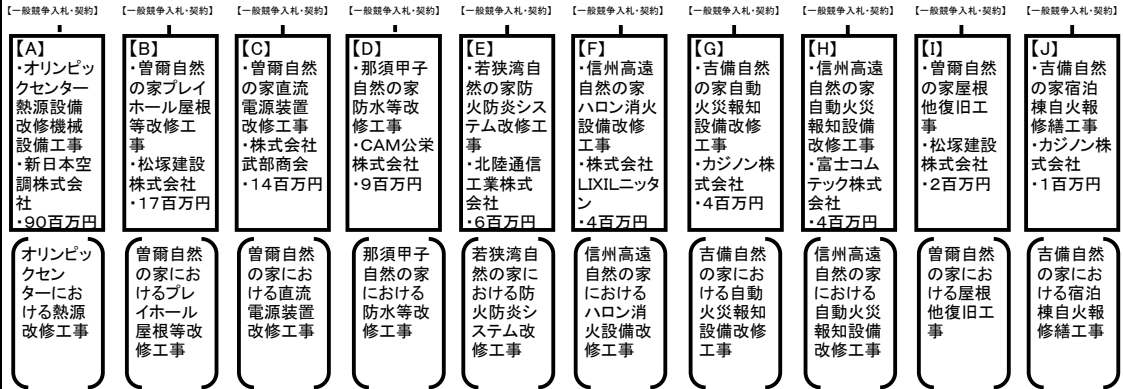 【一般競争入札・契約】
【A】
・オリンピッ
クセンター
熱源設備
改修機械
設備工事
・新日本空
調株式会
社
・90百万円
オリンピッ
クセン
ターにお
ける熱源
改修工事
【一般競争入札・契約】
【B】
・曽爾自然
の家プレイ
ホール屋根
等改修工
事
・松塚建設
株式会社
・17百万円
曽爾自然
の家にお
けるプレ
イホール
屋根等改
修工事
【一般競争入札・契約】
【C】
・曽爾自然
の家直流
電源装置
改修工事
・株式会社
武部商会
・14百万円
曽爾自然
の家にお
ける直流
電源装置
改修工事
【一般競争入札・契約】
【D】
・那須甲子
自然の家
防水等改
修工事
・CAM公栄
株式会社
・9百万円
那須甲子
自然の家
における
防水等改
修工事
【一般競争入札・契約】
【E】
・若狭湾自
然の家防
火防炎シス
テム改修工
事
・北陸通信
工業株式
会社
・6百万円
若狭湾自
然の家に
おける防
火防炎シ
ステム改
修工事
【一般競争入札・契約】
【F】
・信州高遠
自然の家
ハロン消火
設備改修
工事
・株式会社
LIXILニッタ
ン
・4百万円
信州高遠
自然の家
における
ハロン消
火設備改
修工事
【一般競争入札・契約】
【G】
・吉備自然
の家自動
火災報知
設備改修
工事
・カジノン株
式会社
・4百万円
吉備自然
の家にお
ける自動
火災報知
設備改修
工事
【一般競争入札・契約】
【H】
・信州高遠
自然の家
自動火災
報知設備
改修工事
・富士コム
テック株式
会社
・4百万円
信州高遠
自然の家
における
自動火災
報知設備
改修工事
【一般競争入札・契約】
【I】
・曽爾自然
の家屋根
他復旧工
事
・松塚建設
株式会社
・2百万円
曽爾自然
の家にお
ける屋根
他復旧工
事
【一般競争入札・契約】
【J】
・吉備自然
の家宿泊
棟自火報
修繕工事
・カジノン株
式会社
・1百万円
吉備自然
の家にお
ける宿泊
棟自火報
修繕工事